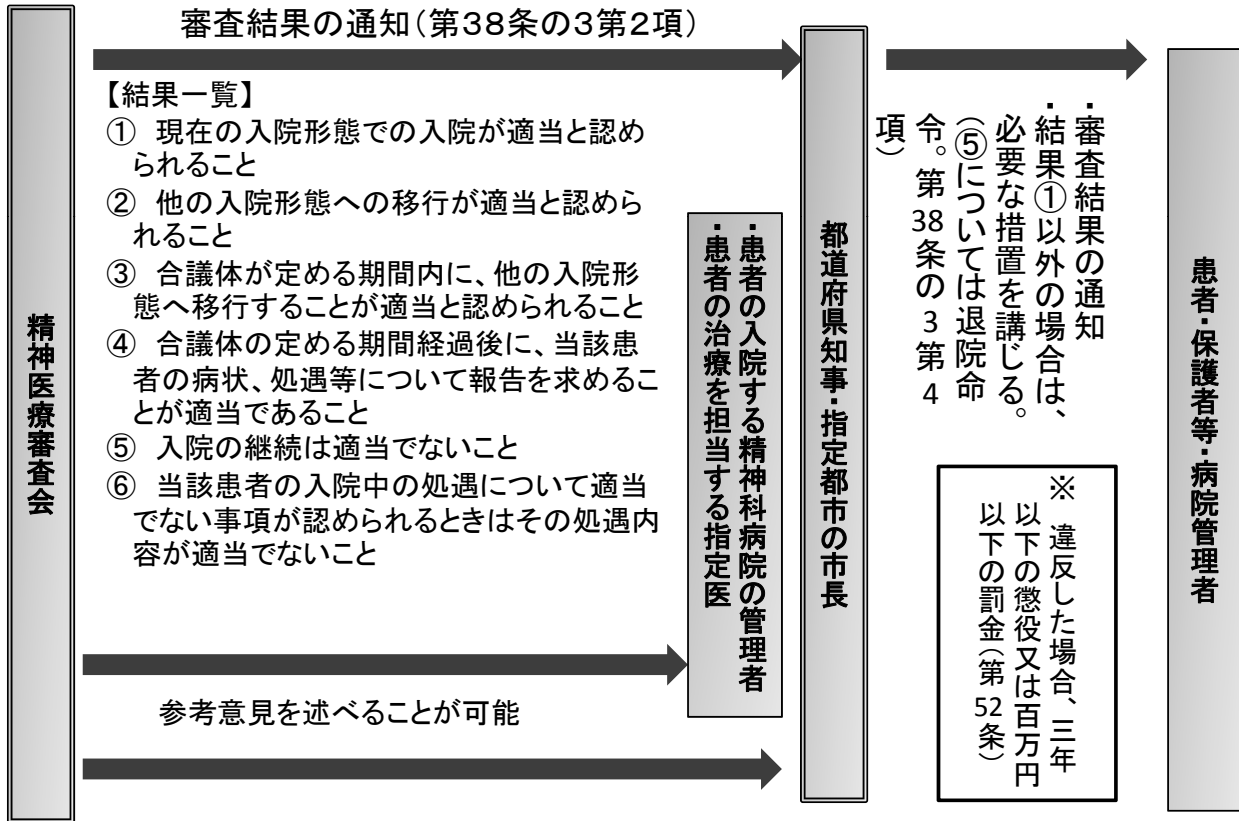 審査結果の通知(第38条の3第2項)
【結果一覧】
① 現在の入院形態での入院が適当と認め
られること
② 他の入院形態への移行が適当と認めら
れること
③ 合議体が定める期間内に、他の入院形
態へ移行することが適当と認められること
④ 合議体の定める期間経過後に、当該患
者の病状、処遇等について報告を求めるこ
とが適当であること
⑤ 入院の継続は適当でないこと
⑥ 当該患者の入院中の処遇について適当
でない事項が認められるときはその処遇内
容が適当でないこと
精神医療審査会
参考意見を述べることが可能
・患者の入院する精神科病院の管理者
・患者の治療を担当する指定医
都道府県知事・指定都市の市長
・審査結果の通知
・結果①以外の場合は、
必要な措置を講じる。
(⑤については退院命
令。第38条の3第4
項)
※ 違反した場合、三年
以下の懲役又は百万円
以下の罰金(第52条)
患者・保護者等・病院管理者